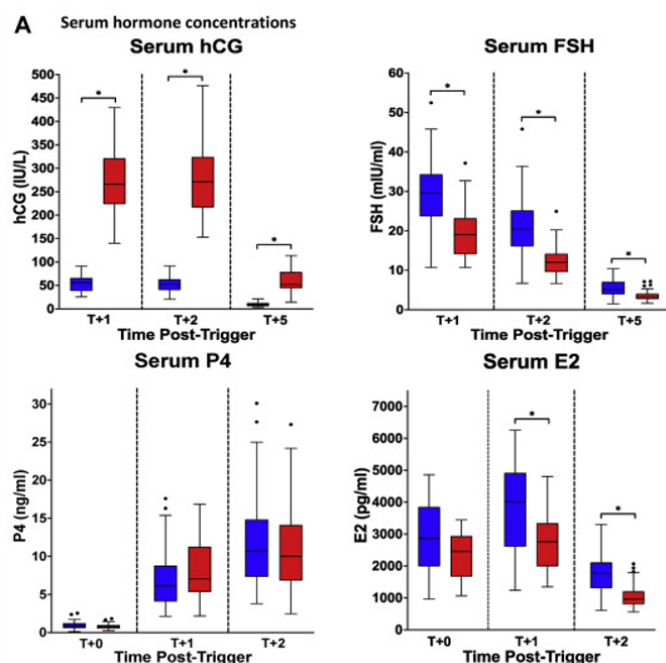 A Serum hormone concentrations
Serum hCG
500
450
400
350
300
250
200
150
100
50
0
hCG (IU/L)
*
*
*
T+1 T+2 T+5
Time Post-Trigger
Serum FSH
60
50
40
30
20
10
0
FSH (mIU/ml)
*
*
*
T+1 T+2 T+5
Time Post-Trigger
Serum P4
30
25
20
15
10
5
0
P4 (ng/ml)
T+0 T+1 T+2
Time Post-Trigger
Serum E2
7000
6000
5000
4000
3000
2000
1000
0
E2 (pg/ml)
*
*
T+0 T+1 T+2
Time Post-Trigger